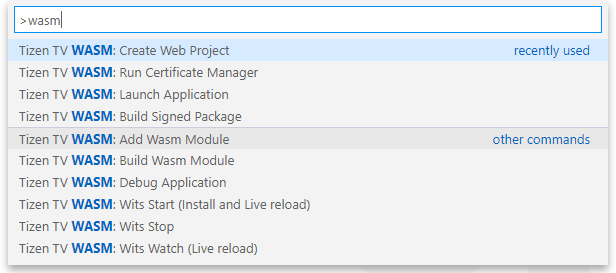 >wasm
Tizen TV WASM: Create Web Project recently used
Tizen TV WASM: Run Certificate Manager
Tizen TV WASM: Launch Application
Tizen TV WASM: Build Signed Package
Tizen TV WASM: Add Wasm Module other commands
Tizen TV WASM: Build Wasm Module
Tizen TV WASM: Debug Application
Tizen TV WASM: Wits Start (Install and Live reload)
Tizen TV WASM: Wits Stop
Tizen TV WASM: Wits Watch (Live reload)